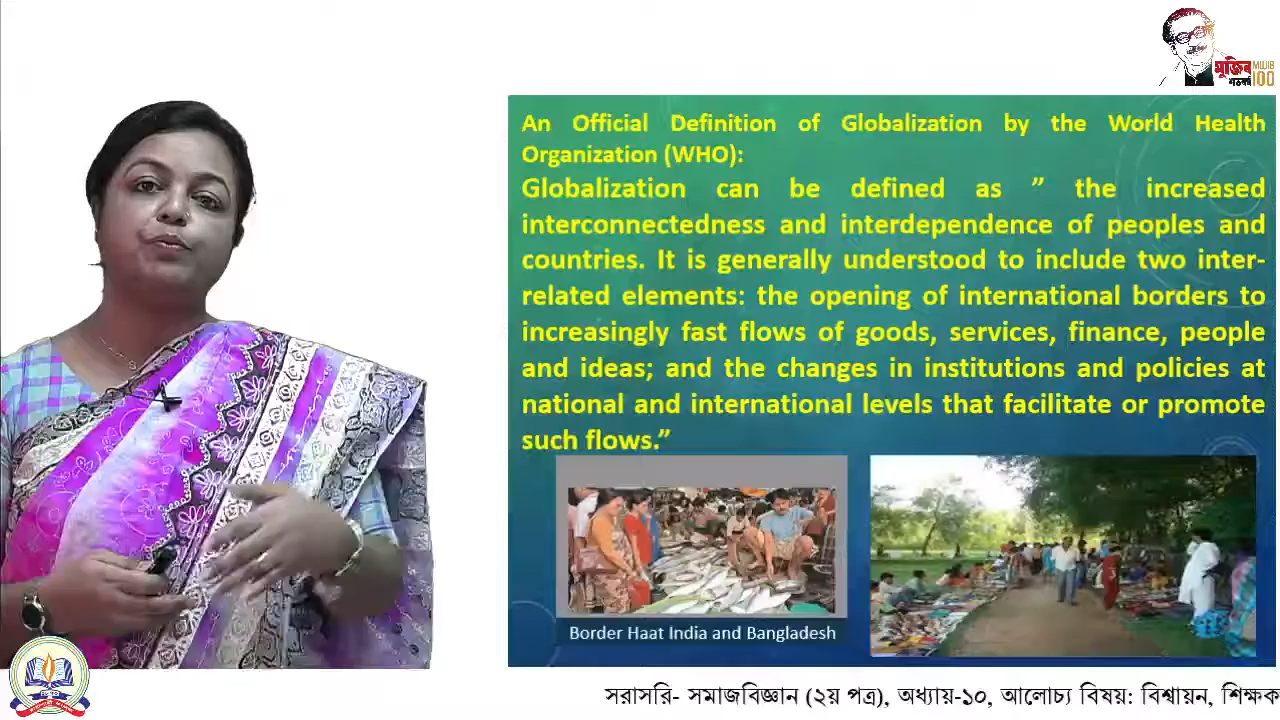 মুজিব
শতবর্ষ
MUJIB
100
An Official Definition of Globalization by the World Health
Organization (WHO):
Globalization can be defined as ” the increased
interconnectedness and interdependence of peoples and
countries. It is generally understood to include two inter-
related elements: the opening of international borders to
increasingly fast flows of goods, services, finance, people
and ideas; and the changes in institutions and policies at
national and international levels that facilitate or promote
such flows.”
Border Haat India and Bangladesh
সরাসরি- সমাজবিজ্ঞান (২য় পত্র), অধ্যায়-১০, আলোচ্য বিষয়: বিশ্বায়ন, শিক্ষক